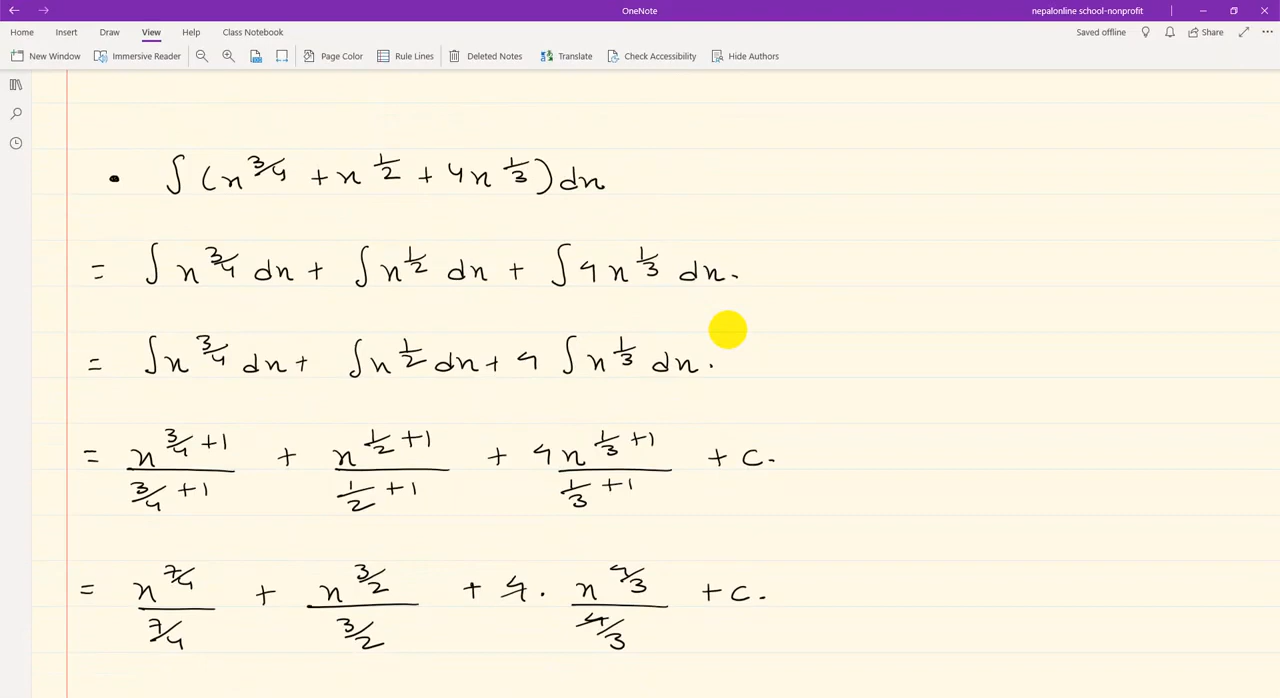 OneNote
nepalonline school-nonprofit
Home Insert Draw View Help Class Notebook
Saved offline Share
New Window Immersive Reader Page Color Rule Lines Deleted Notes Translate Check Accessibility Hide Authors
• ∫(x^{3/4} + x^{1/2} + 4x^{1/3}) dx
= ∫ x^{3/4} dx + ∫ x^{1/2} dx + ∫ 4x^{1/3} dx.
= ∫ x^{3/4} dx + ∫ x^{1/2} dx + 4 ∫ x^{1/3} dx.
= x^{3/4 +1}/(3/4 +1) + x^{1/2 +1}/(1/2 +1) + 4x^{1/3 +1}/(1/3 +1) + c.
= x^{7/4}/(7/4) + x^{3/2}/(3/2) + 4 · x^{4/3}/(4/3) + c.